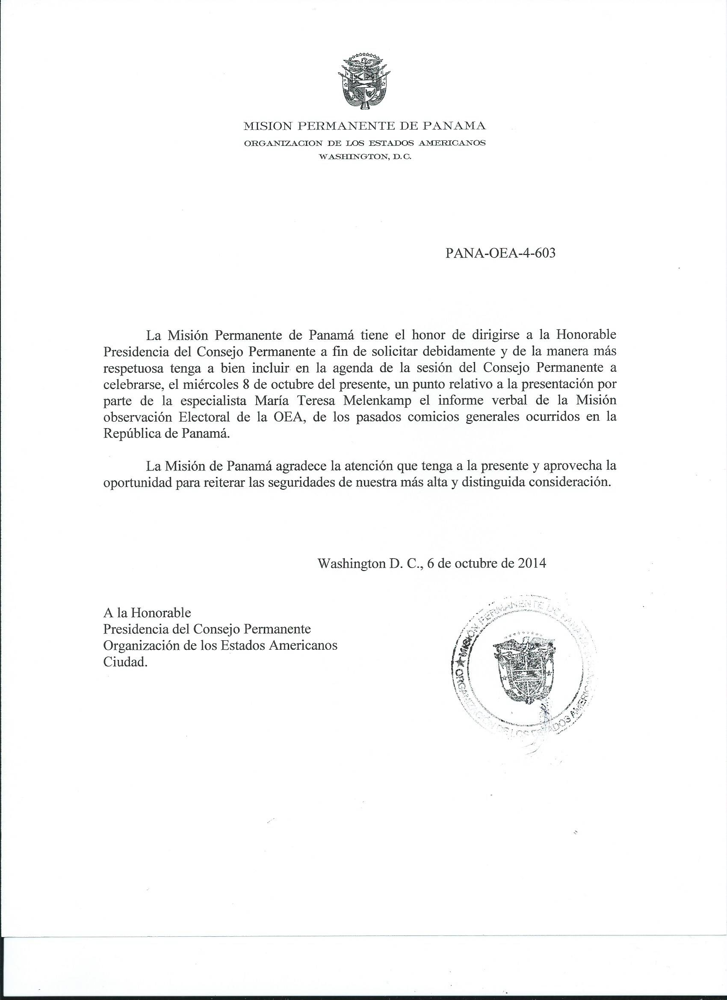 MISION PERMANENTE DE PANAMA
ORGANIZACION DE LOS ESTADOS AMERICANOS
WASHINGTON, D.C.
PANA-OEA-4-603
La Misión Permanente de Panamá tiene el honor de dirigirse a la Honorable
Presidencia del Consejo Permanente a fin de solicitar debidamente y de la manera más
respetuosa tenga a bien incluir en la agenda de la sesión del Consejo Permanente a
celebrarse, el miércoles 8 de octubre del presente, un punto relativo a la presentación por
parte de la especialista María Teresa Melenkamp el informe verbal de la Misión
observación Electoral de la OEA, de los pasados comicios generales ocurridos en la
República de Panamá.
La Misión de Panamá agradece la atención que tenga a la presente y aprovecha la
oportunidad para reiterar las seguridades de nuestra más alta y distinguida consideración.
Washington D. C., 6 de octubre de 2014
A la Honorable
Presidencia del Consejo Permanente
Organización de los Estados Americanos
Ciudad.
MISIÓN PERMANENTE DE PANAMA
ORGANIZACIÓN DE LOS ESTADOS